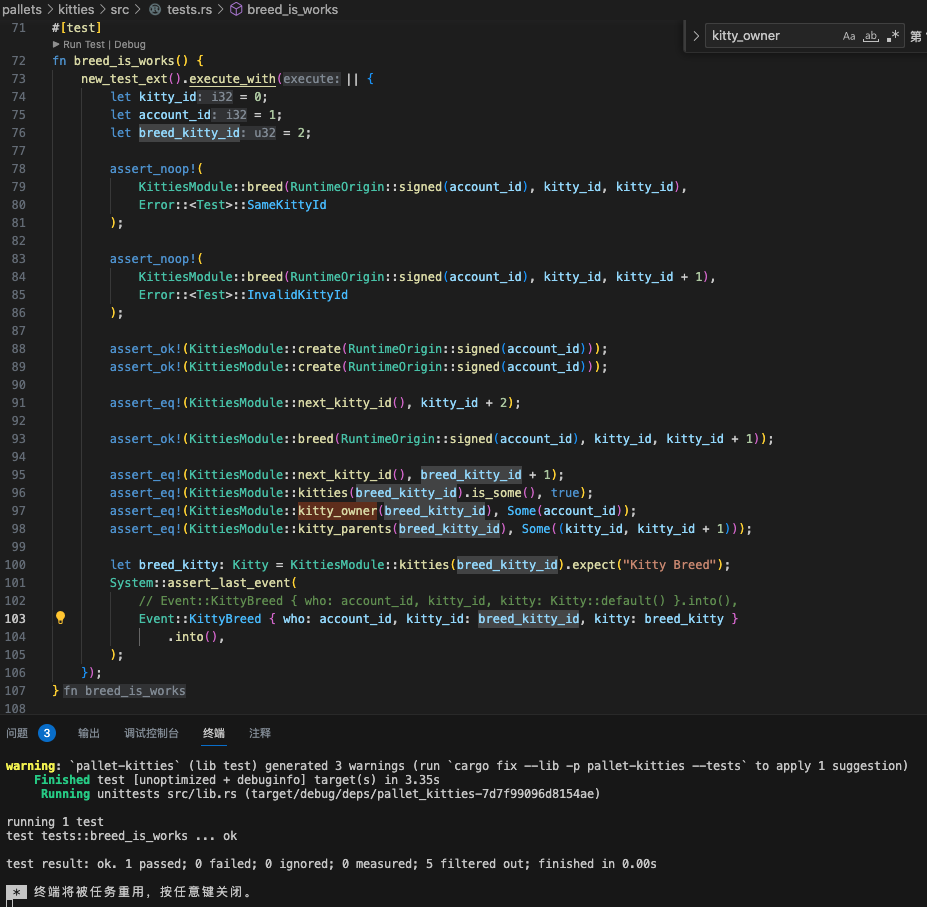 pallets > kitties > src > tests.rs > breed_is_works
kitty_owner
Aa ab .* 第
71 #[test]
▶ Run Test | Debug
72 fn breed_is_works() {
73 new_test_ext().execute_with(execute: || {
74 let kitty_id: i32 = 0;
75 let account_id: i32 = 1;
76 let breed_kitty_id: u32 = 2;
77
78 assert_noop!(
79 KittiesModule::breed(RuntimeOrigin::signed(account_id), kitty_id, kitty_id),
80 Error::<Test>::SameKittyId
81 );
82
83 assert_noop!(
84 KittiesModule::breed(RuntimeOrigin::signed(account_id), kitty_id, kitty_id + 1),
85 Error::<Test>::InvalidKittyId
86 );
87
88 assert_ok!(KittiesModule::create(RuntimeOrigin::signed(account_id)));
89 assert_ok!(KittiesModule::create(RuntimeOrigin::signed(account_id)));
90
91 assert_eq!(KittiesModule::next_kitty_id(), kitty_id + 2);
92
93 assert_ok!(KittiesModule::breed(RuntimeOrigin::signed(account_id), kitty_id, kitty_id + 1));
94
95 assert_eq!(KittiesModule::next_kitty_id(), breed_kitty_id + 1);
96 assert_eq!(KittiesModule::kitties(breed_kitty_id).is_some(), true);
97 assert_eq!(KittiesModule::kitty_owner(breed_kitty_id), Some(account_id));
98 assert_eq!(KittiesModule::kitty_parents(breed_kitty_id), Some((kitty_id, kitty_id + 1)));
99
100 let breed_kitty: Kitty = KittiesModule::kitties(breed_kitty_id).expect("Kitty Breed");
101 System::assert_last_event(
102 // Event::KittyBreed { who: account_id, kitty_id, kitty: Kitty::default() }.into(),
103 Event::KittyBreed { who: account_id, kitty_id: breed_kitty_id, kitty: breed_kitty }
104 .into(),
105 );
106 });
107 } fn breed_is_works
108
问题 3 输出 调试控制台 终端 注释
warning: `pallet-kitties` (lib test) generated 3 warnings (run `cargo fix --lib -p pallet-kitties --tests` to apply 1 suggestion)
Finished test [unoptimized + debuginfo] target(s) in 3.35s
Running unittests src/lib.rs (target/debug/deps/pallet_kitties-7d7f99096d8154ae)
running 1 test
test tests::breed_is_works ... ok
test result: ok. 1 passed; 0 failed; 0 ignored; 0 measured; 5 filtered out; finished in 0.00s
* 终端将被任务重用，按任意键关闭。